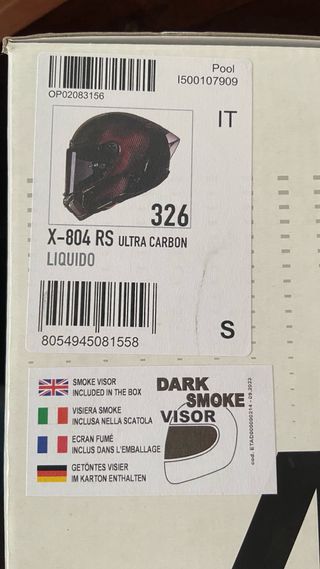 Pool
I500107909
OP02083156
IT
326
X-804 RS ULTRA CARBON
LIQUIDO
8054945081558
S
SMOKE VISOR
INCLUDED IN THE BOX
VISIERA SMOKE
INCLUSA NELLA SCATOLA
ECRAN FUMÉ
INCLUS DANS L'EMBALLAGE
GETÖNTES VISIER
IM KARTON ENTHALTEN
DARK
SMOKE
VISOR